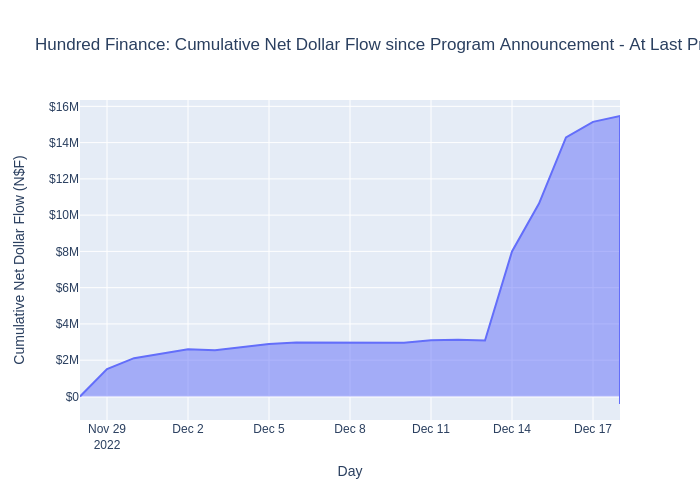 Hundred Finance: Cumulative Net Dollar Flow since Program Announcement - At Last
$16M
$14M
$12M
$10M
$8M
$6M
$4M
$2M
$0
Cumulative Net Dollar Flow (N$F)
Nov 29
2022
Dec 2
Dec 5
Dec 8
Dec 11
Dec 14
Dec 17
Day